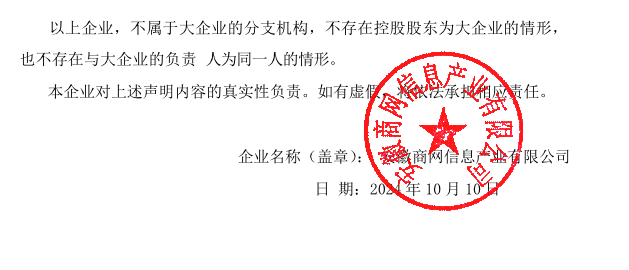 以上企业，不属于大企业的分支机构，不存在控股股东为大企业的情形，
也不存在与大企业的负责 人为同一人的情形。
本企业对上述声明内容的真实性负责。如有虚假，将依法承担相应责任。
企业名称（盖章）：安徽商网信息产业有限公司
日 期：2024 年 10 月 10 日
安徽商网信息产业有限公司